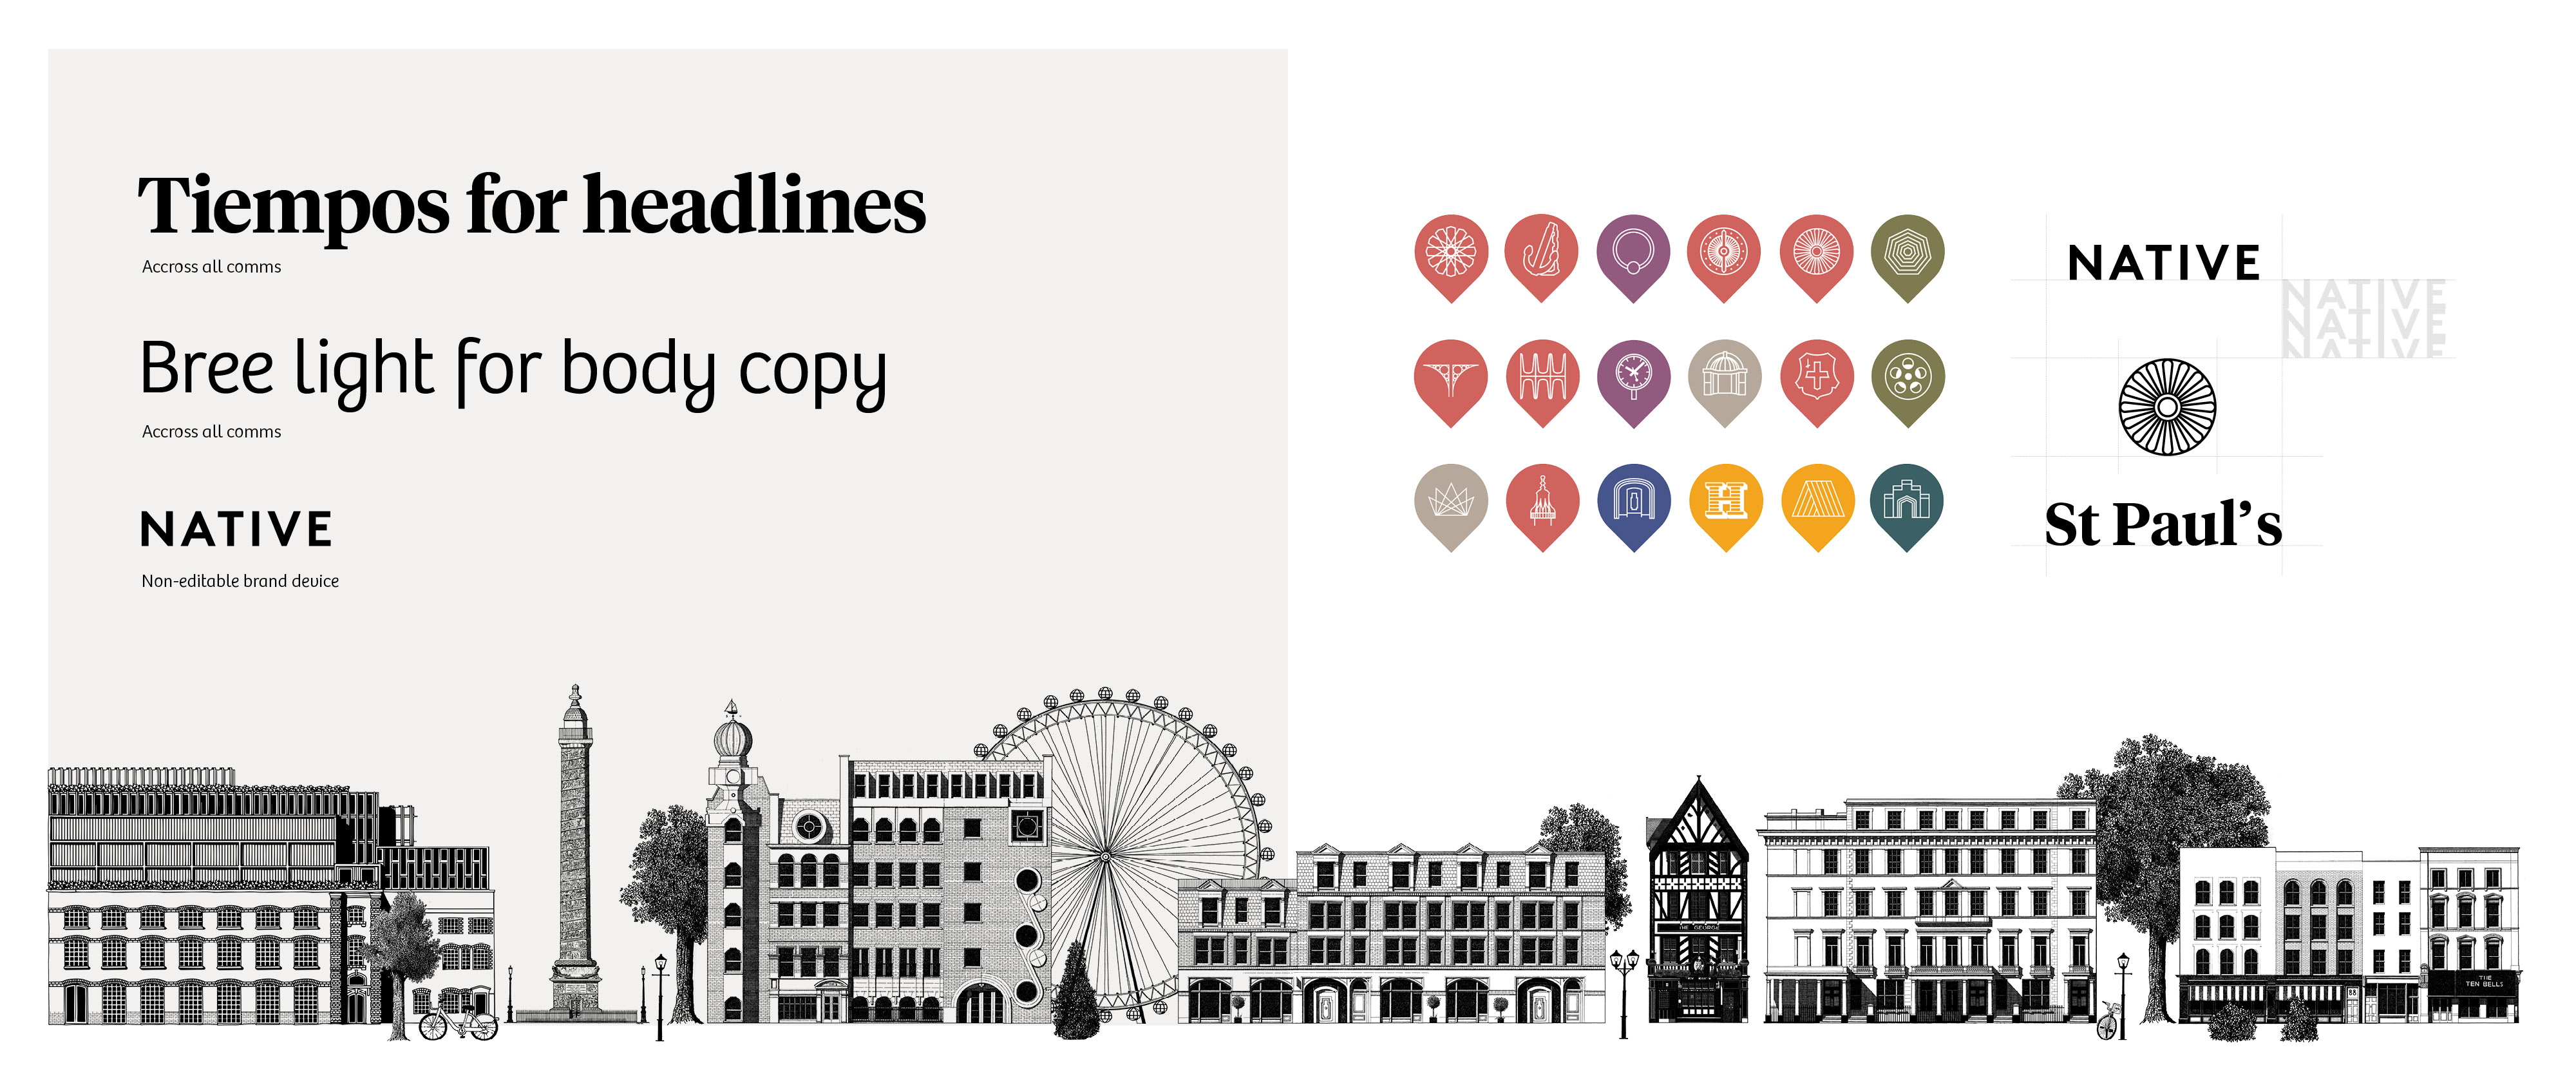 Tiempos for headlines
Accross all comms
Bree light for body copy
Accross all comms
NATIVE
Non-editable brand device
H
NATIVE
NATIVE
NATIVE
NATIVE
St Paul’s
THE GEORGE
88
THE
TEN BELLS